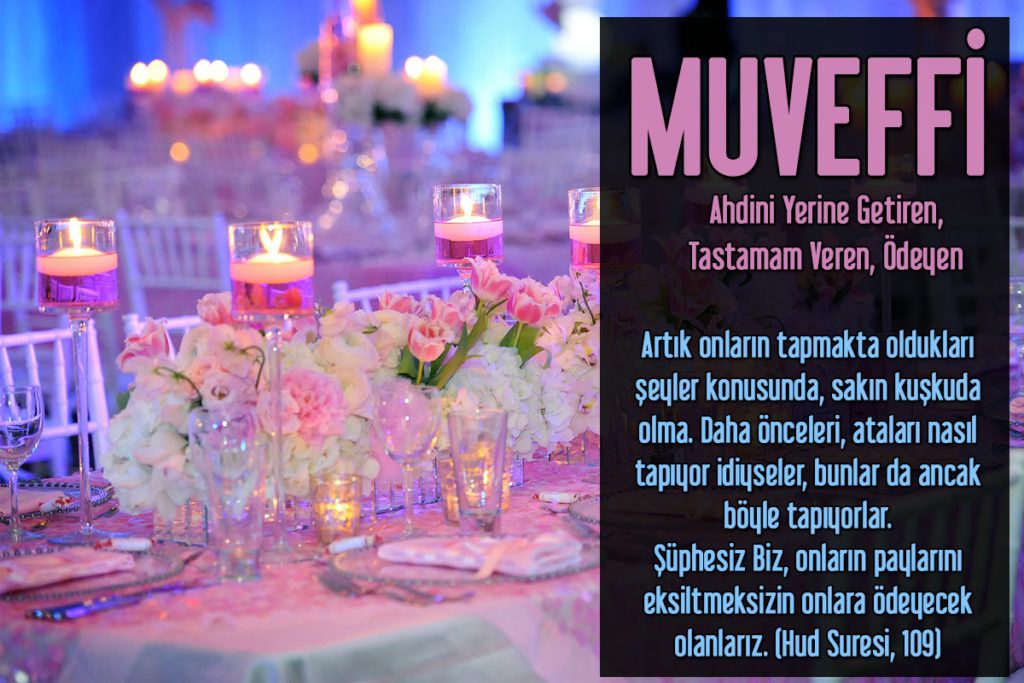 MUVEFFİ
Ahdini Yerine Getiren,
Tastamam Veren, Ödeyen
Artık onların tapmakta oldukları
şeyler konusunda, sakın kuşkuda
olma. Daha önceleri, ataları nasıl
tapıyor idiyseler, bunlar da ancak
böyle tapıyorlar.
Şüphesiz Biz, onların paylarını
eksiltmeksizin onlara ödeyecek
olanlarız. (Hud Suresi, 109)